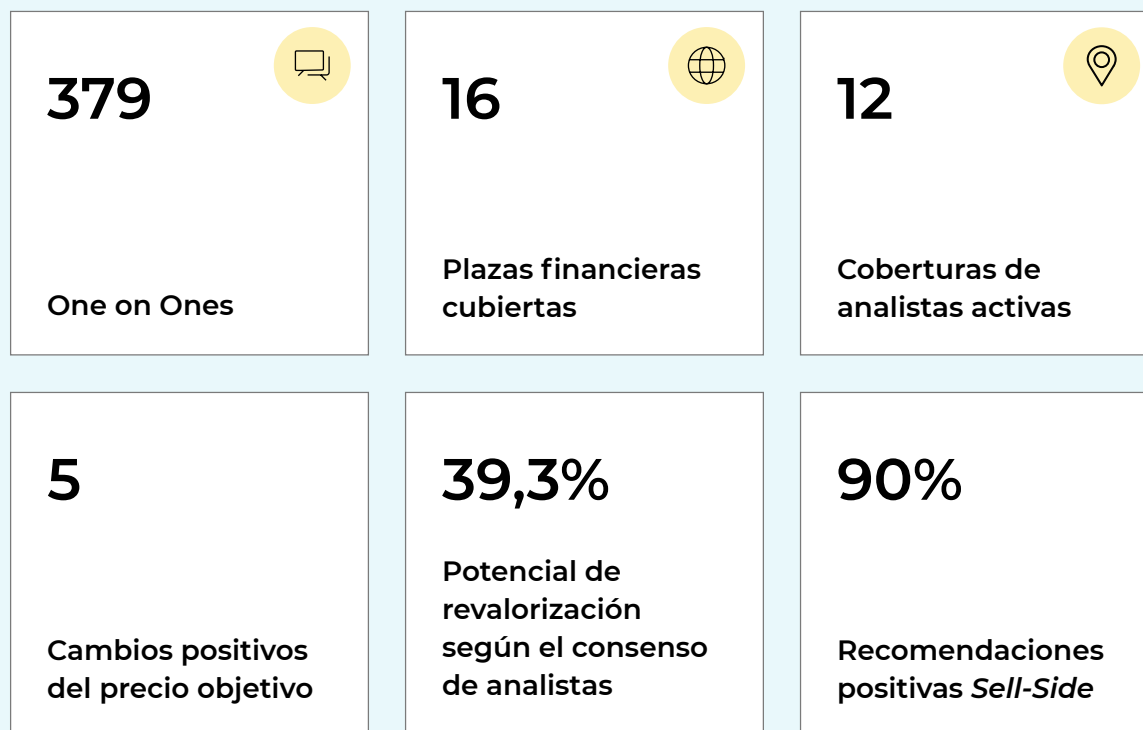 379
One on Ones
16
Plazas financieras
cubiertas
12
Coberturas de
analistas activas
5
Cambios positivos
del precio objetivo
39,3%
Potencial de
revalorización
según el consenso
de analistas
90%
Recomendaciones
positivas Sell-Side